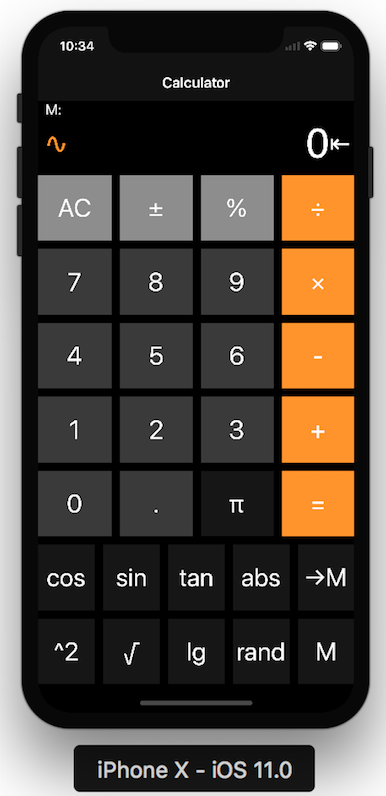 10:34
Calculator
M:
0⇤
AC ± % ÷
7 8 9 ×
4 5 6 -
1 2 3 +
0 . π =
cos sin tan abs →M
^2 √ lg rand M
iPhone X - iOS 11.0